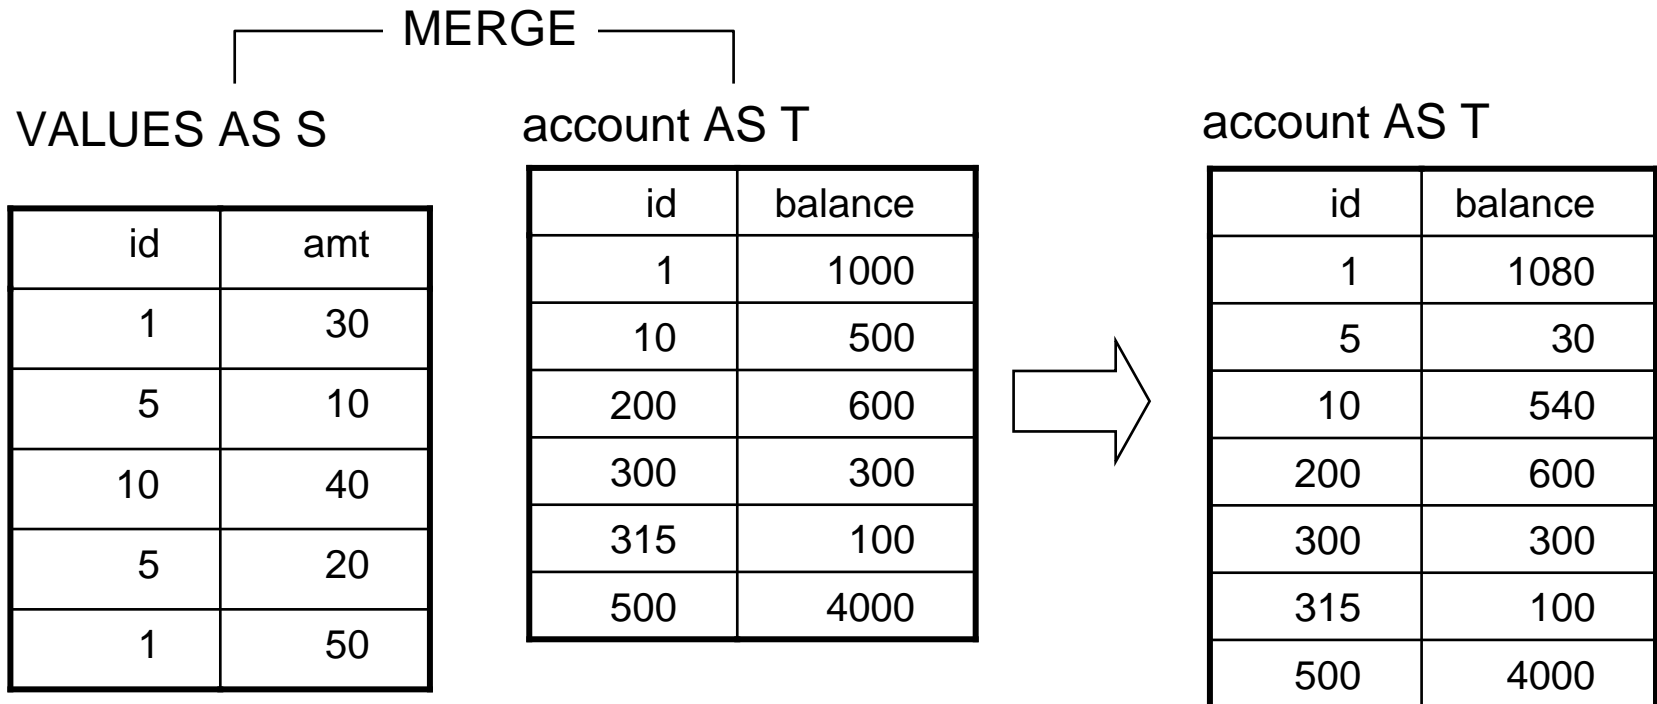 MERGE
VALUES AS S
id amt
1 30
5 10
10 40
5 20
1 50
account AS T
id balance
1 1000
10 500
200 600
300 300
315 100
500 4000
account AS T
id balance
1 1080
5 30
10 540
200 600
300 300
315 100
500 4000